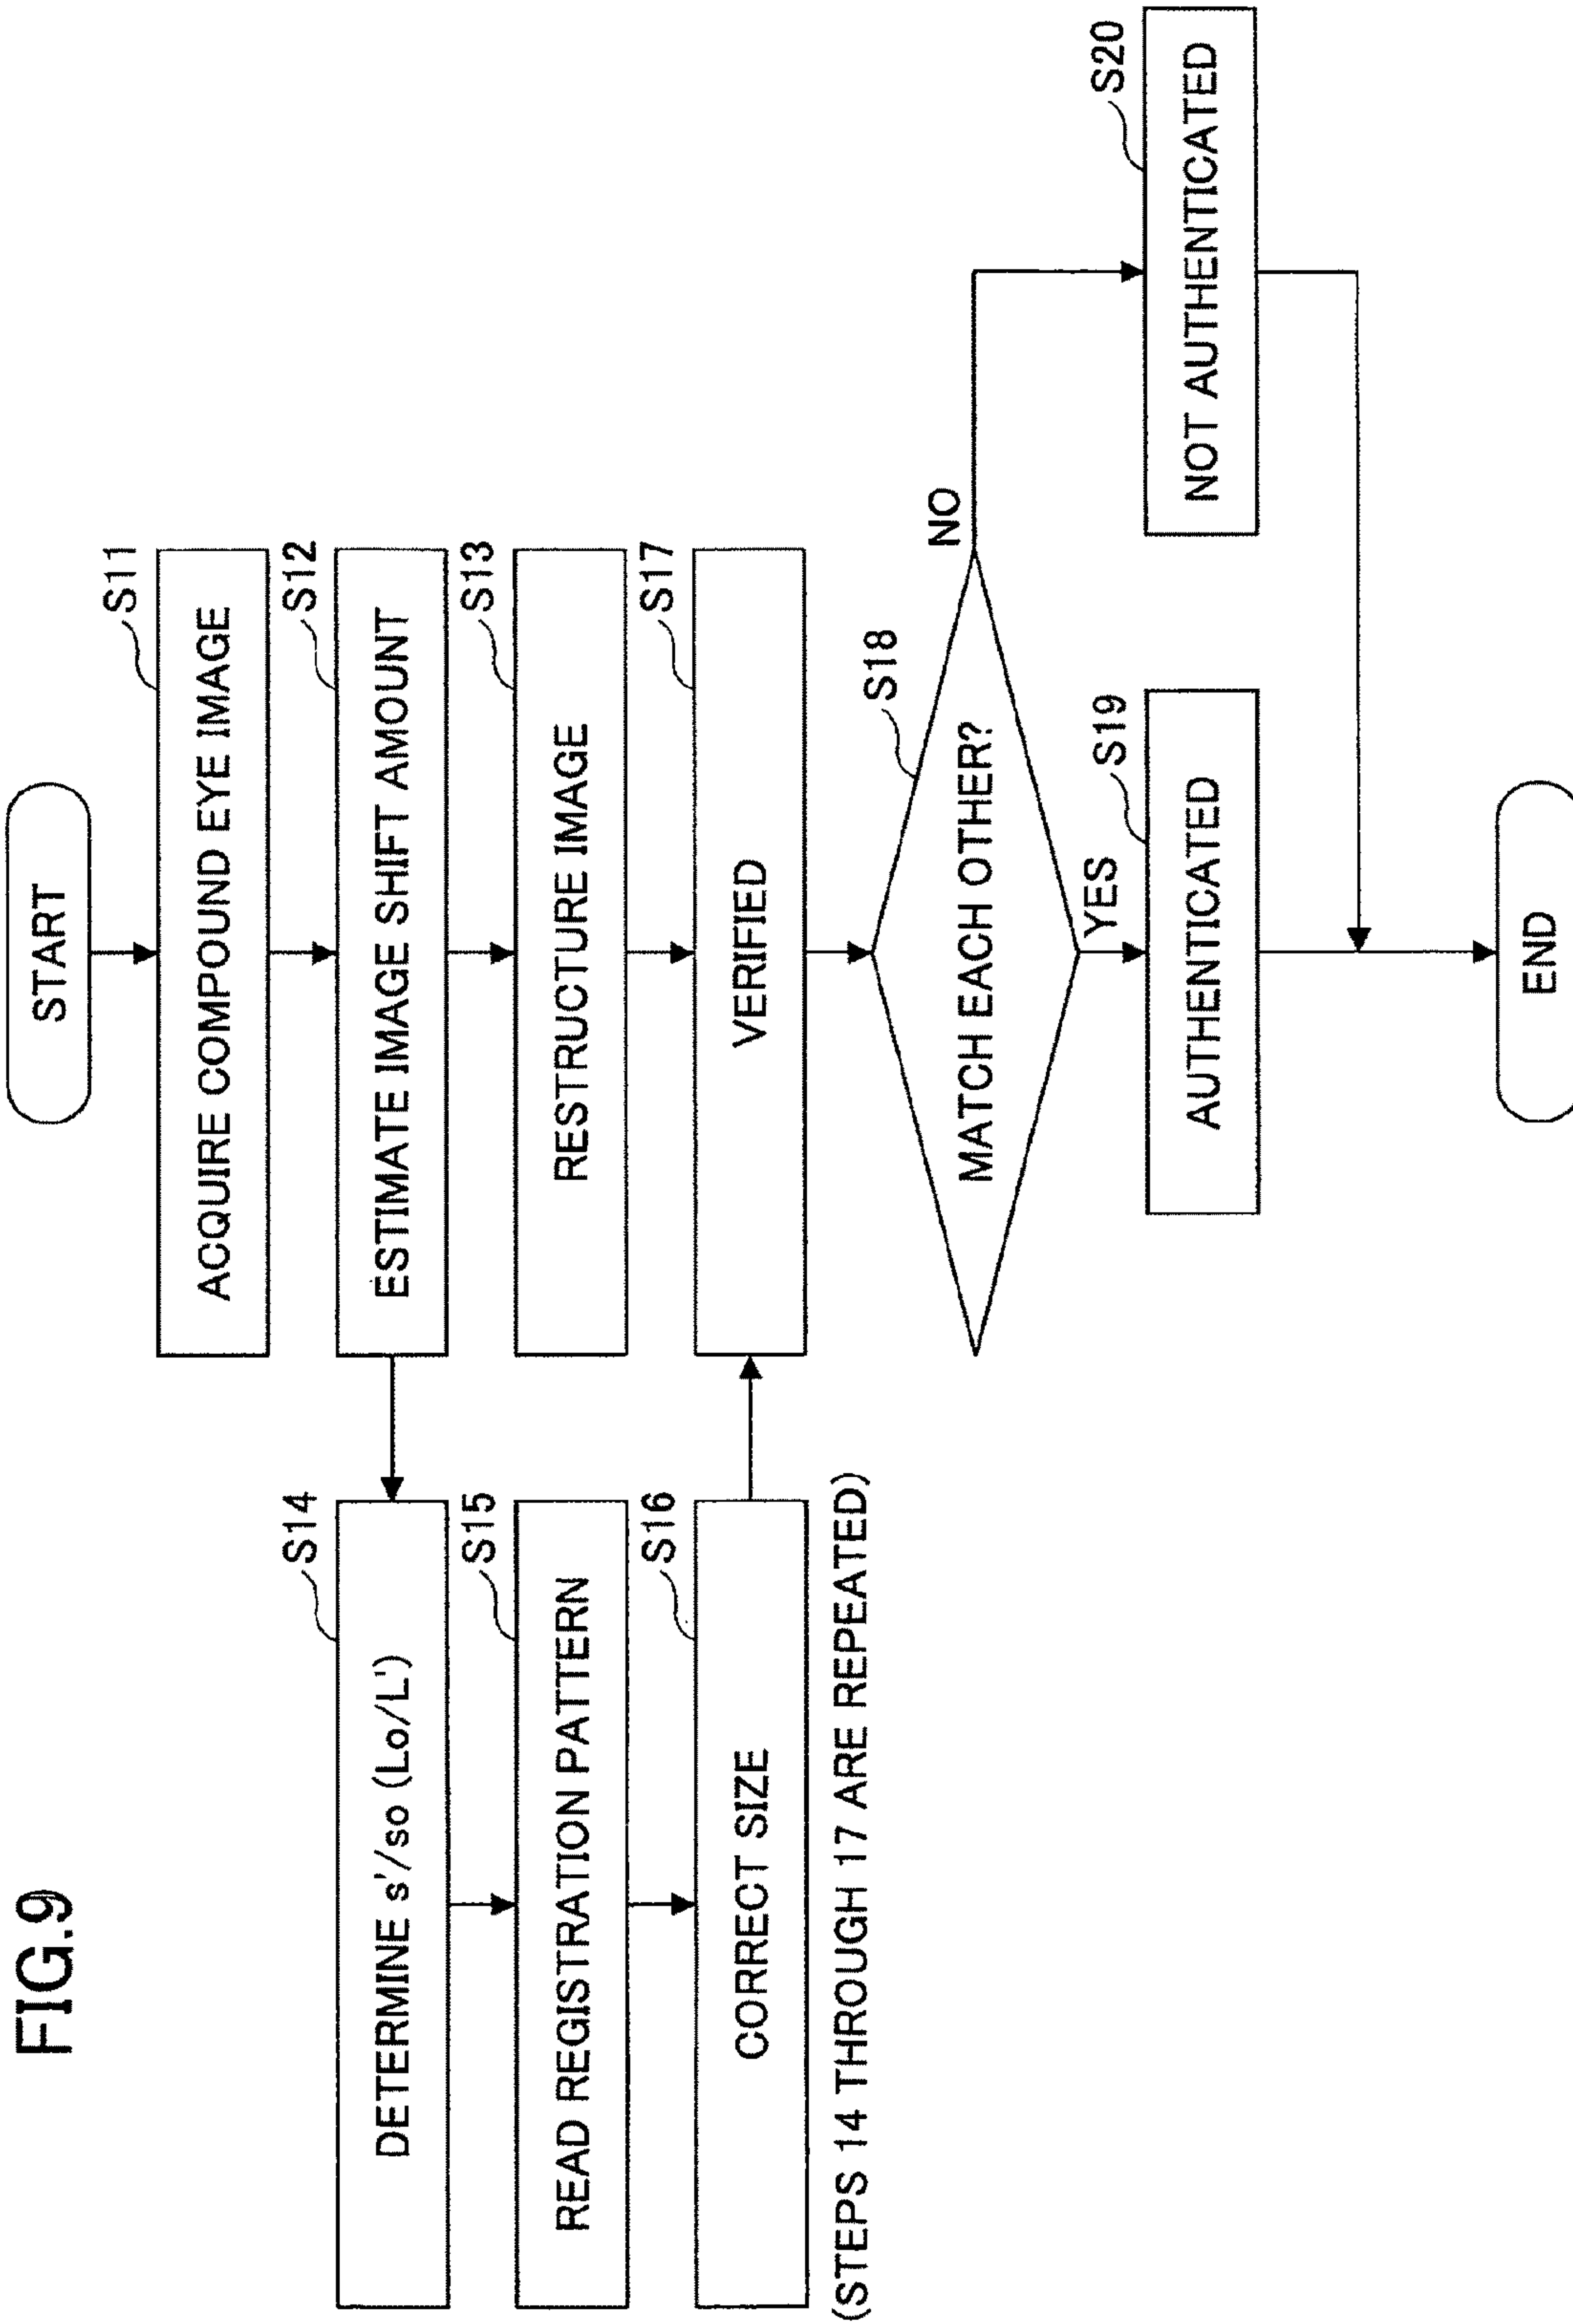 FIG.9
START
S11
ACQUIRE COMPOUND EYE IMAGE
S12
ESTIMATE IMAGE SHIFT AMOUNT
S14
DETERMINE s'/so (Lo/L')
S13
RESTRUCTURE IMAGE
S15
READ REGISTRATION PATTERN
S17
VERIFIED
S16
CORRECT SIZE
(STEPS 14 THROUGH 17 ARE REPEATED)
S18
MATCH EACH OTHER?
NO
YES
S19
AUTHENTICATED
S20
NOT AUTHENTICATED
END